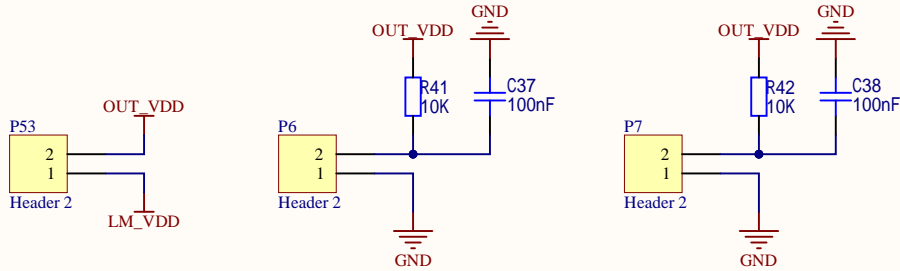 OUT_VDD
P53
2
1
Header 2
LM_VDD
OUT_VDD
GND
R41
10K
C37
100nF
P6
2
1
Header 2
GND
OUT_VDD
GND
R42
10K
C38
100nF
P7
2
1
Header 2
GND